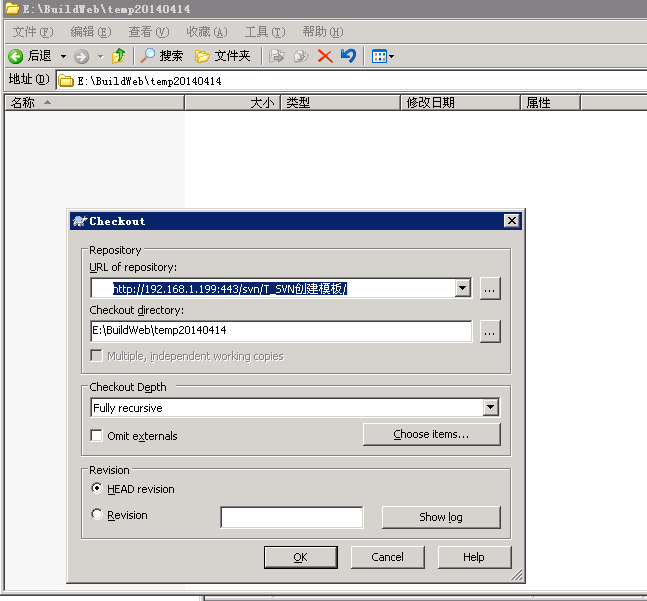 E:\BuildWeb\temp20140414
文件(F) 编辑(E) 查看(V) 收藏(A) 工具(T) 帮助(H)
后退 搜索 文件夹
地址(D) E:\BuildWeb\temp20140414
名称 大小 类型 修改日期 属性
Checkout
Repository
URL of repository:
http://192.168.1.199:443/svn/T_SVN创建模板/
...
Checkout directory:
E:\BuildWeb\temp20140414
...
Multiple, independent working copies
Checkout Depth
Fully recursive
Omit externals
Choose items...
Revision
HEAD revision
Revision
Show log
OK Cancel Help